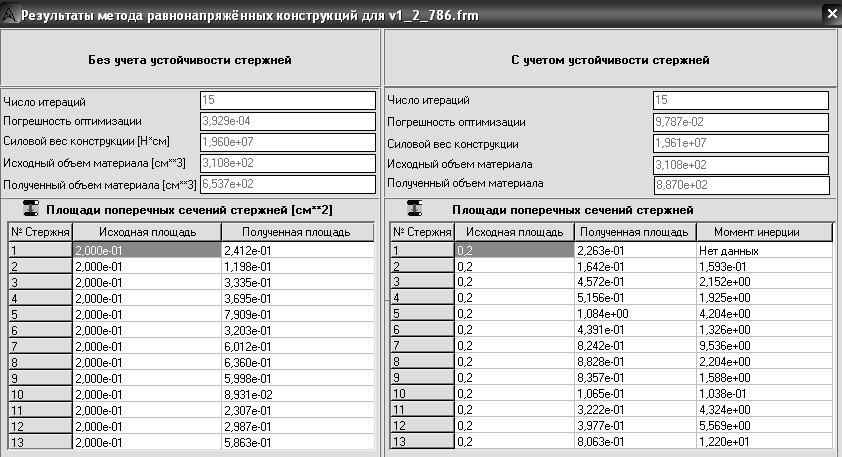 Результаты метода равнонапряжённых конструкций для v1_2_786.frm
Без учета устойчивости стержней
Число итераций 15
Погрешность оптимизации 3,929e-04
Силовой вес конструкции [Н*см] 1,960e+07
Исходный объем материала [см**3] 3,108e+02
Полученный объем материала [см**3] 6,537e+02
Площади поперечных сечений стержней [см**2]
№ Стержня Исходная площадь Полученная площадь
1 2,000e-01 2,412e-01
2 2,000e-01 1,198e-01
3 2,000e-01 3,335e-01
4 2,000e-01 3,695e-01
5 2,000e-01 7,909e-01
6 2,000e-01 3,203e-01
7 2,000e-01 6,012e-01
8 2,000e-01 6,360e-01
9 2,000e-01 5,998e-01
10 2,000e-01 8,931e-02
11 2,000e-01 2,307e-01
12 2,000e-01 2,987e-01
13 2,000e-01 5,863e-01
С учетом устойчивости стержней
Число итераций 15
Погрешность оптимизации 9,787e-02
Силовой вес конструкции 1,961e+07
Исходный объем материала 3,108e+02
Полученный объем материала 8,870e+02
Площади поперечных сечений стержней
№ Стержня Исходная площадь Полученная площадь Момент инерции
1 0,2 2,263e-01 Нет данных
2 0,2 1,642e-01 1,593e-01
3 0,2 4,572e-01 2,152e+00
4 0,2 5,156e-01 1,925e+00
5 0,2 1,084e+00 4,204e+00
6 0,2 4,391e-01 1,326e+00
7 0,2 8,242e-01 9,536e+00
8 0,2 8,828e-01 2,204e+00
9 0,2 8,357e-01 1,588e+00
10 0,2 1,065e-01 1,038e-01
11 0,2 3,222e-01 4,324e+00
12 0,2 3,977e-01 5,569e+00
13 0,2 8,063e-01 1,220e+01